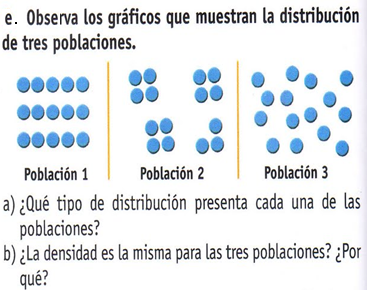 e. Observa los gráficos que muestran la distribución
de tres poblaciones.
Población 1
Población 2
Población 3
a) ¿Qué tipo de distribución presenta cada una de las
poblaciones?
b) ¿La densidad es la misma para las tres poblaciones? ¿Por
qué?